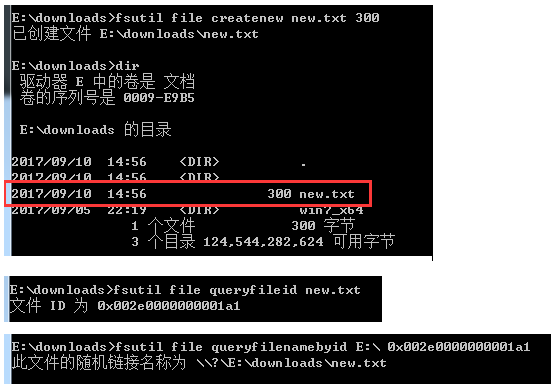 E:\downloads>fsutil file createnew new.txt 300
已创建文件 E:\downloads\new.txt
E:\downloads>dir
驱动器 E 中的卷是 文档
卷的序列号是 0009-E9B5
E:\downloads 的目录
2017/09/10 14:56 <DIR> .
2017/09/10 14:56 <DIR>
2017/09/10 14:56 300 new.txt
2017/09/05 22:19 <DIR> win7_x64
1 个文件 300 字节
3 个目录 124,544,282,624 可用字节
E:\downloads>fsutil file queryfileid new.txt
文件 ID 为 0x002e0000000001a1
E:\downloads>fsutil file queryfilenamebyid E:\ 0x002e0000000001a1
此文件的随机链接名称为 \\?\E:\downloads\new.txt